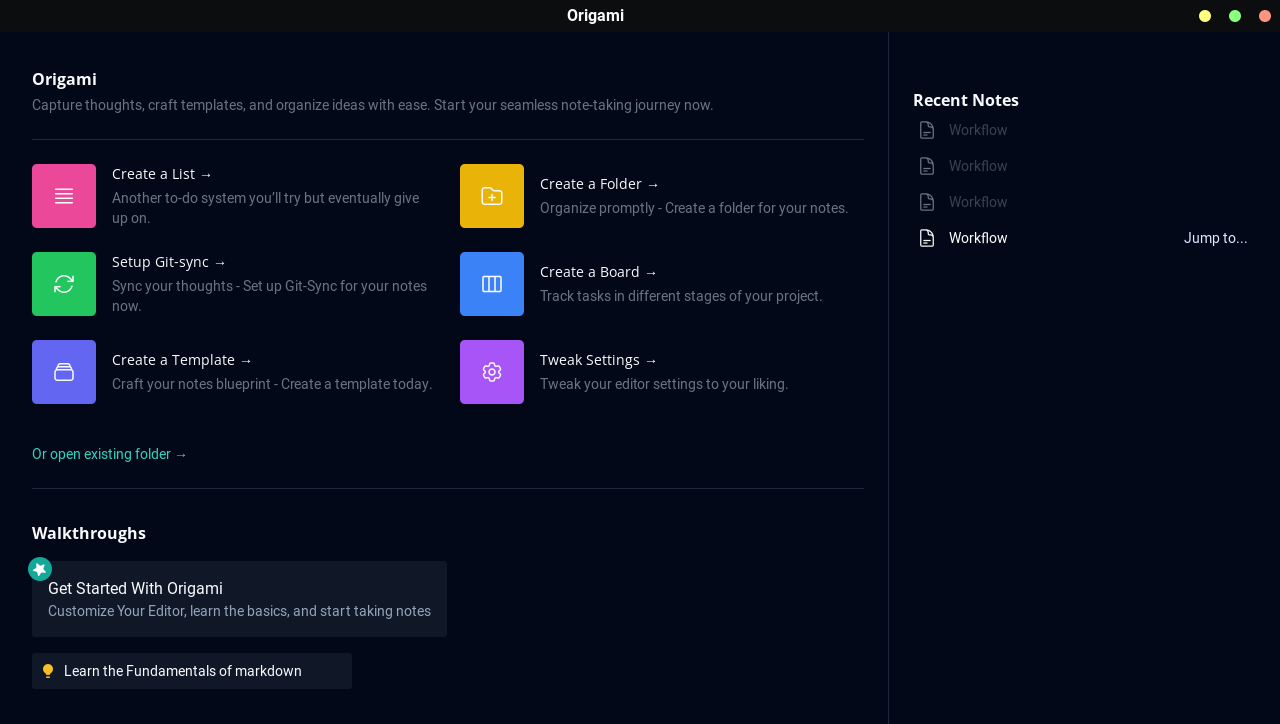 Origami
Origami
Capture thoughts, craft templates, and organize ideas with ease. Start your seamless note-taking journey now.
Create a List →
Another to-do system you’ll try but eventually give
up on.
Create a Folder →
Organize promptly - Create a folder for your notes.
Setup Git-sync →
Sync your thoughts - Set up Git-Sync for your notes
now.
Create a Board →
Track tasks in different stages of your project.
Create a Template →
Craft your notes blueprint - Create a template today.
Tweak Settings →
Tweak your editor settings to your liking.
Or open existing folder →
Walkthroughs
Get Started With Origami
Customize Your Editor, learn the basics, and start taking notes
Learn the Fundamentals of markdown
Recent Notes
Workflow
Workflow
Workflow
Workflow Jump to...